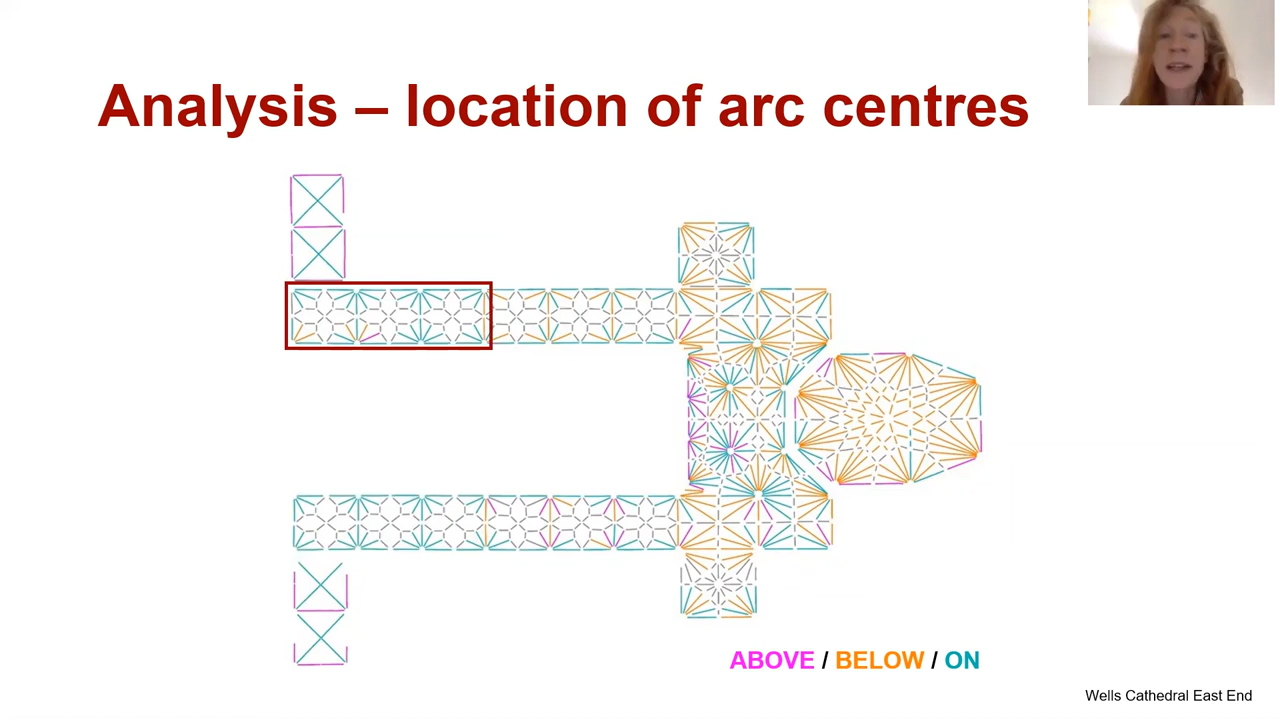 Analysis – location of arc centres
ABOVE / BELOW / ON
Wells Cathedral East End